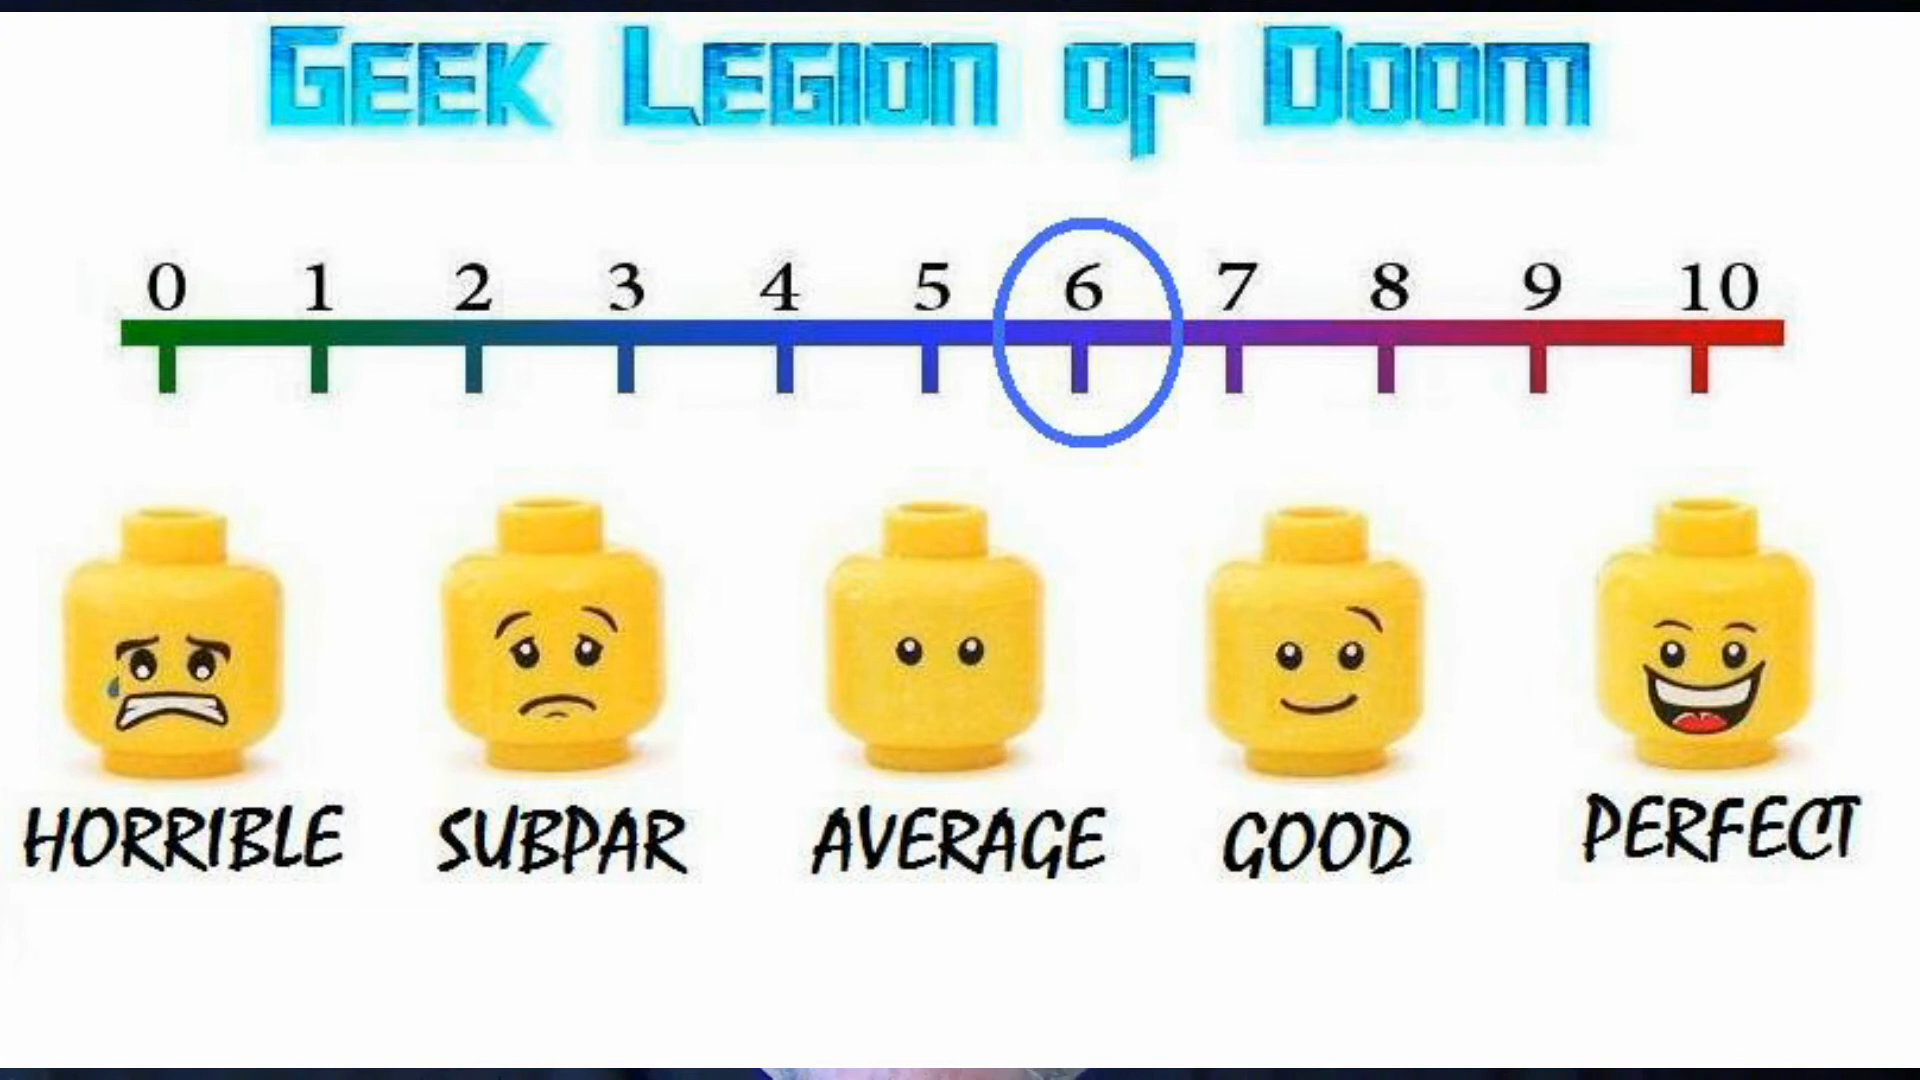 GEEK LEGION OF DOOM
0 1 2 3 4 5 6 7 8 9 10
HORRIBLE SUBPAR AVERAGE GOOD PERFECT